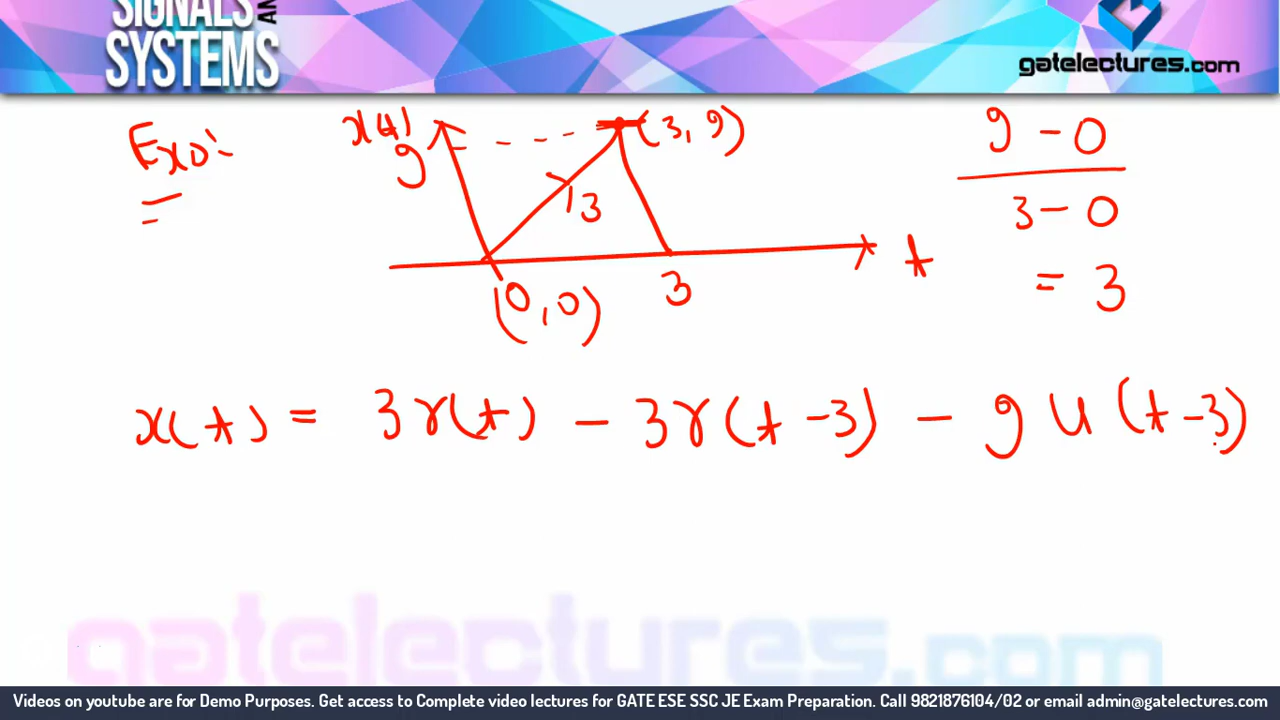 SIGNALS AND
SYSTEMS
gatelectures.com
Exo:
x(t)
9
(3, 9)
3
(0,0)
3
t
9 - 0
3 - 0
= 3
x(t) = 3r(t) - 3r(t-3) - 9u(t-3)
gatelectures.com
Videos on youtube are for Demo Purposes. Get access to Complete video lectures for GATE ESE SSC JE Exam Preparation. Call 9821876104/02 or email admin@gatelectures.com